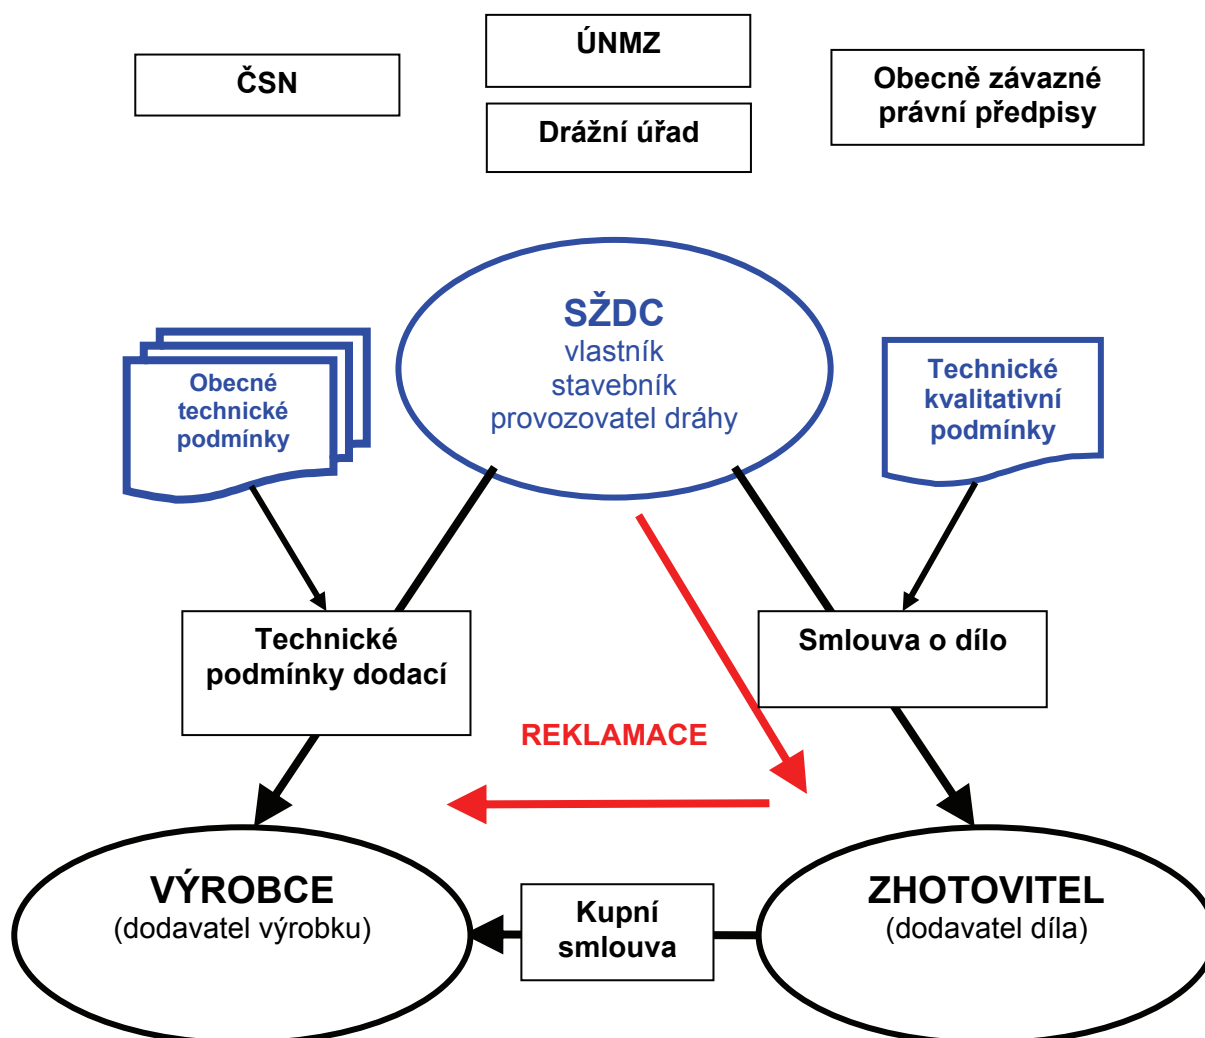 ČSN
ÚNMZ
Drážní úřad
Obecně závazné
právní předpisy
SŽDC
vlastník
stavebník
provozovatel dráhy
Obecné
technické
podmínky
Technické
kvalitativní
podmínky
Technické
podmínky dodací
Smlouva o dílo
REKLAMACE
VÝROBCE
(dodavatel výrobku)
Kupní
smlouva
ZHOTOVITEL
(dodavatel díla)